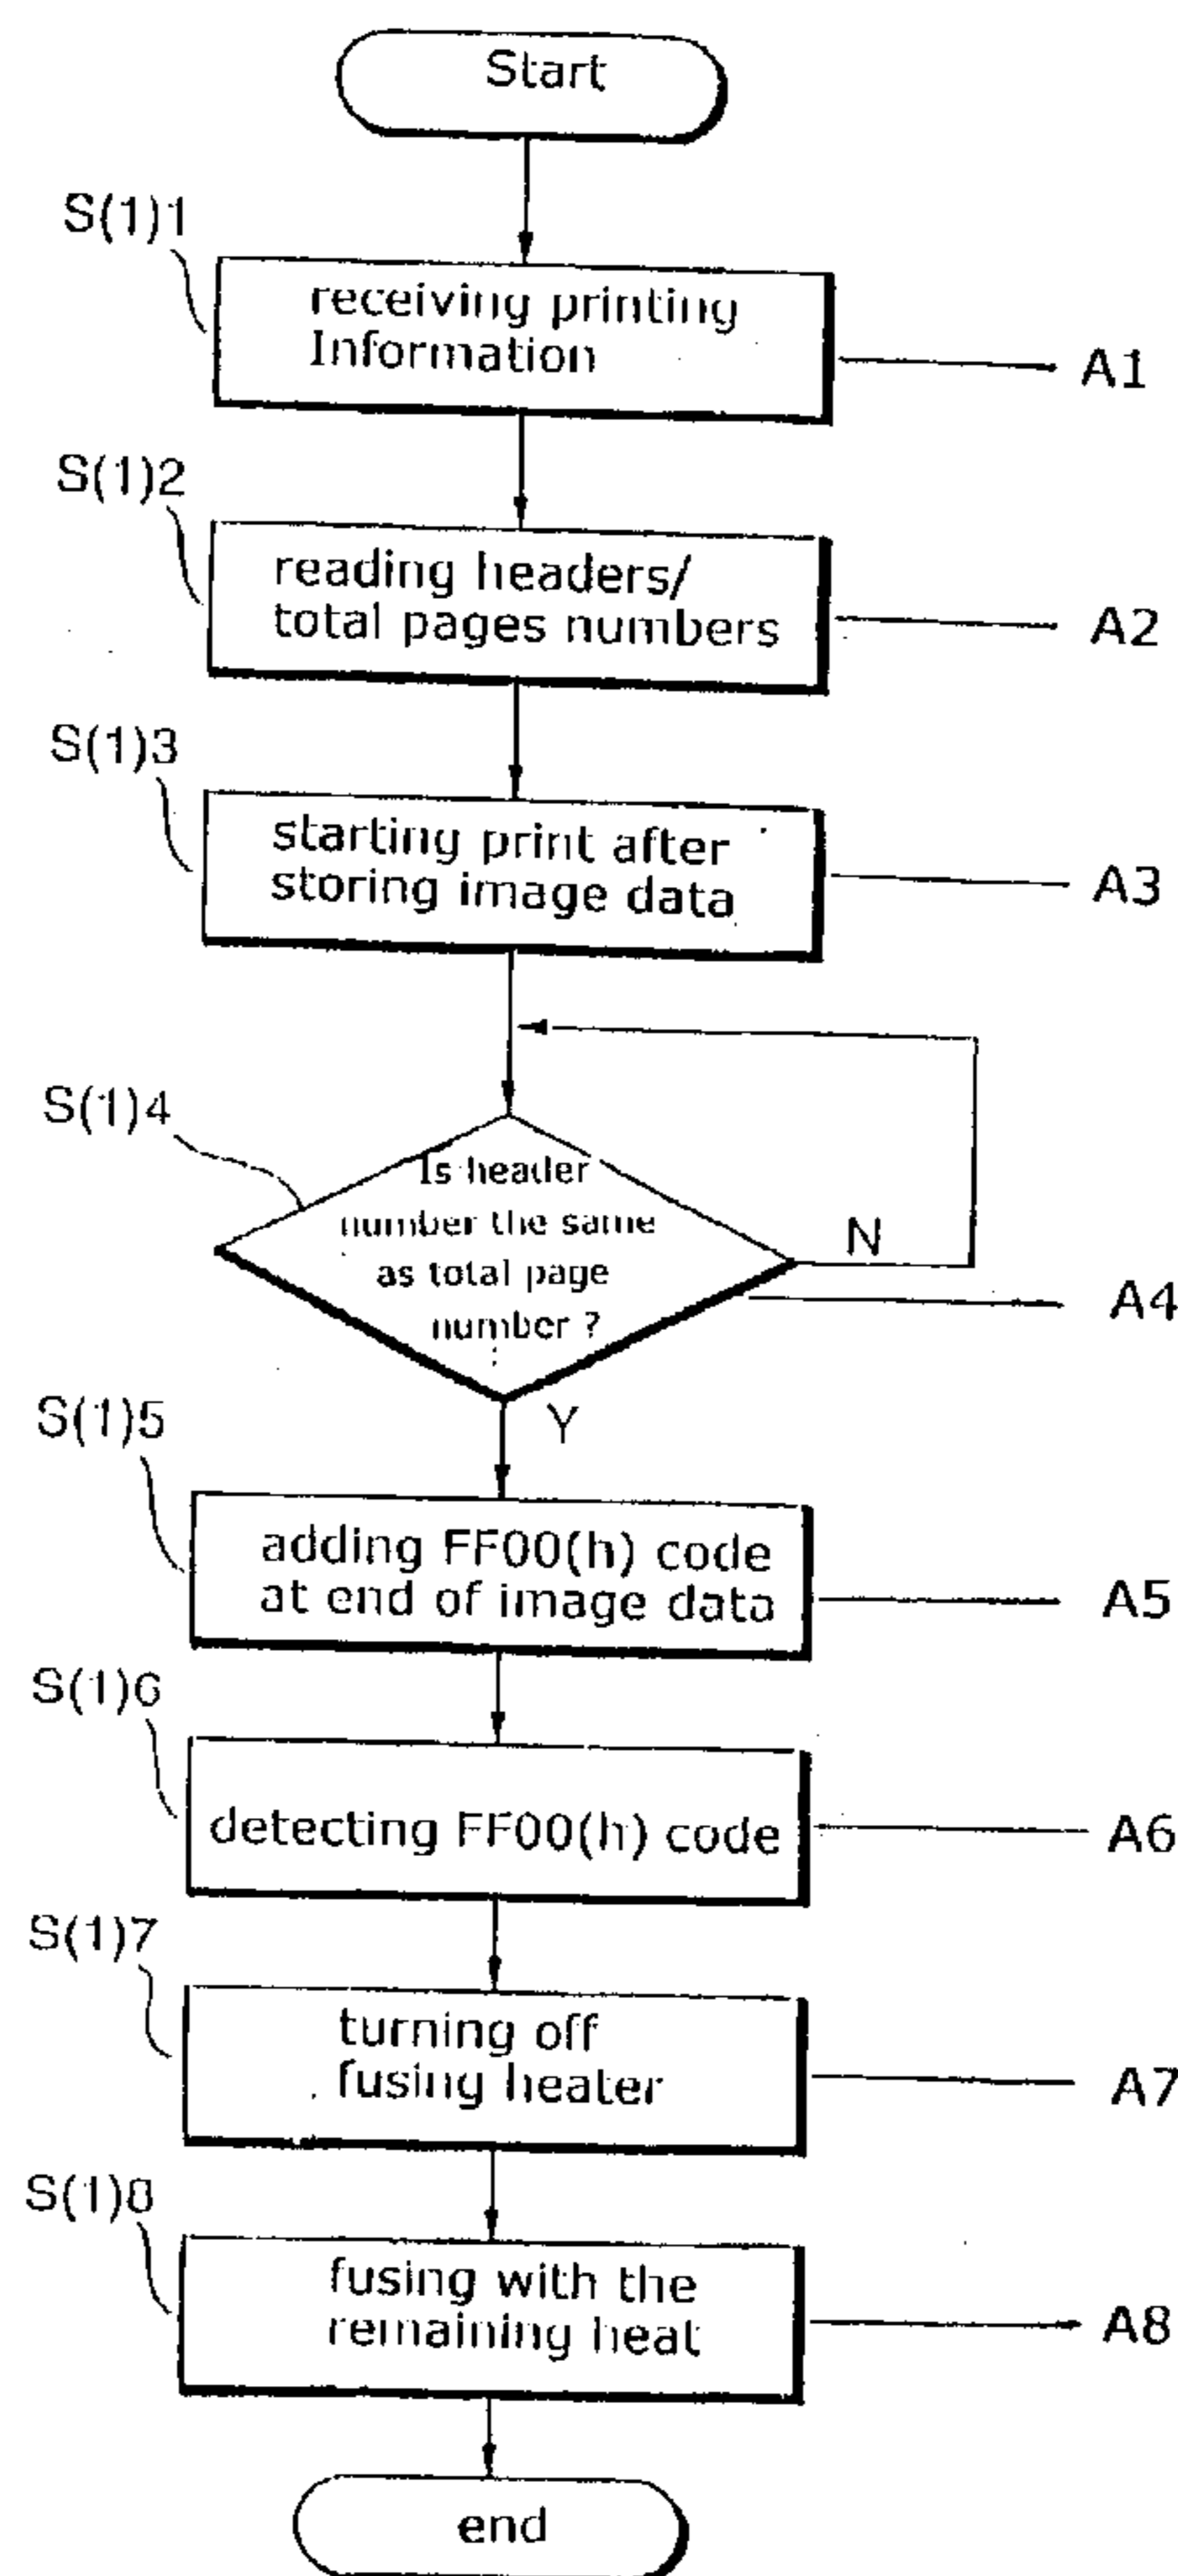 Start
S(1)1
receiving printing
Information
A1
S(1)2
reading headers/
total pages numbers
A2
S(1)3
starting print after
storing image data
A3
S(1)4
Is header
number the same
as total page
number ?
N
A4
Y
S(1)5
adding FF00(h) code
at end of image data
A5
S(1)6
detecting FF00(h) code
A6
S(1)7
turning off
fusing heater
A7
S(1)8
fusing with the
remaining heat
A8
end